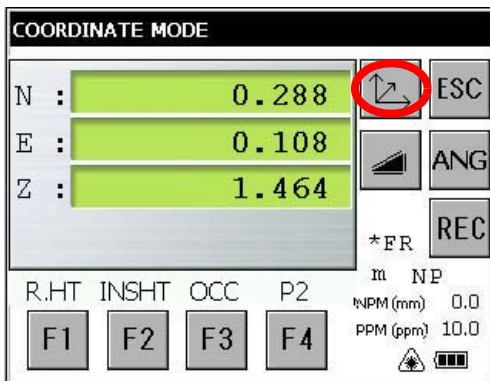 COORDINATE MODE
N : 0.288
E : 0.108
Z : 1.464
ESC
ANG
REC
*FR
m NP
NPM (mm) 0.0
PPM (ppm) 10.0
R.HT INSHT OCC P2
F1 F2 F3 F4